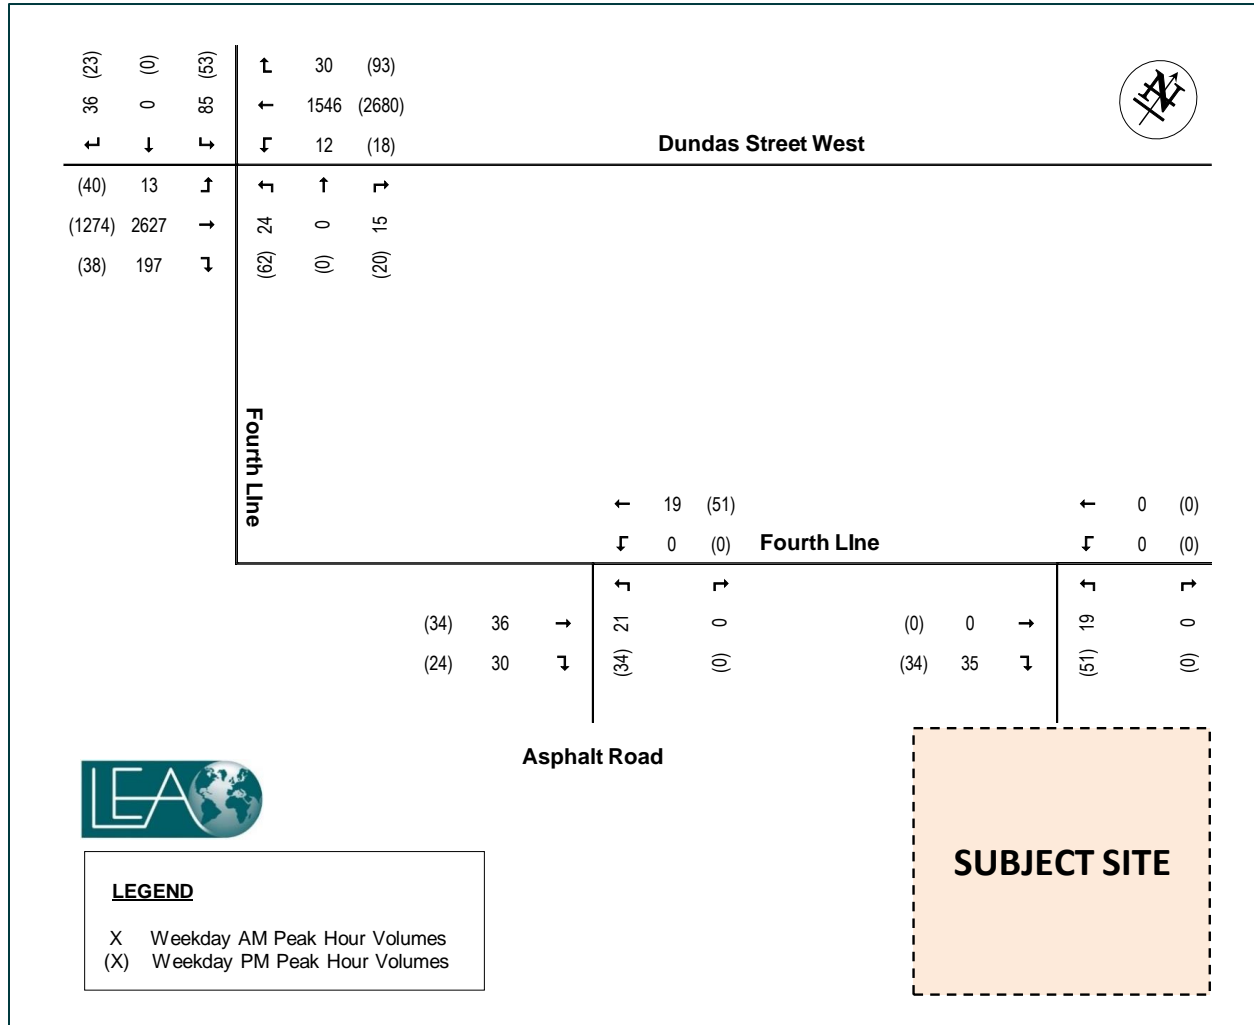 (23) (0) (53) 30 (93)
36 0 85 1546 (2680)
12 (18)
Dundas Street West
(40) 13
(1274) 2627 24 0 15
(38) 197 (62) (0) (20)
N
Fourth LIne
19 (51)
0 (0)
Fourth LIne
0 (0)
0 (0)
(34) 36 21 0
(24) 30 (34) (0)
(0) 0 19 0
(34) 35 (51) (0)
Asphalt Road
LEA
SUBJECT SITE
LEGEND
X Weekday AM Peak Hour Volumes
(X) Weekday PM Peak Hour Volumes